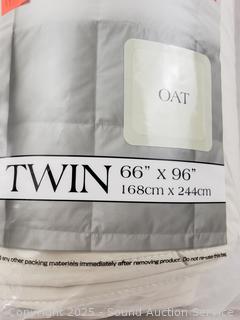 OAT
TWIN
66" x 96"
168cm x 244cm
any other packing materials immediately after removing product. Do not re-use this
Copyright 2025 - Sound Auction Service